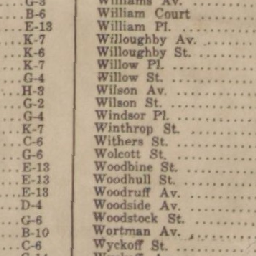 G-3 Williams Av.
B-6 William Court
E-13 William Pl.
K-7 Willoughby Av.
K-6 Willoughby St.
K-7 Willow Pl.
G-4 Willow St.
H-3 Wilson Av.
G-2 Wilson St.
G-4 Windsor Pl.
K-7 Winthrop St.
C-6 Withers St.
G-6 Wolcott St.
E-13 Woodbine St.
E-13 Woodhull St.
E-13 Woodruff Av.
D-4 Woodside Av.
G-6 Woodstock St.
B-10 Wortman Av.
C-6 Wyckoff St.